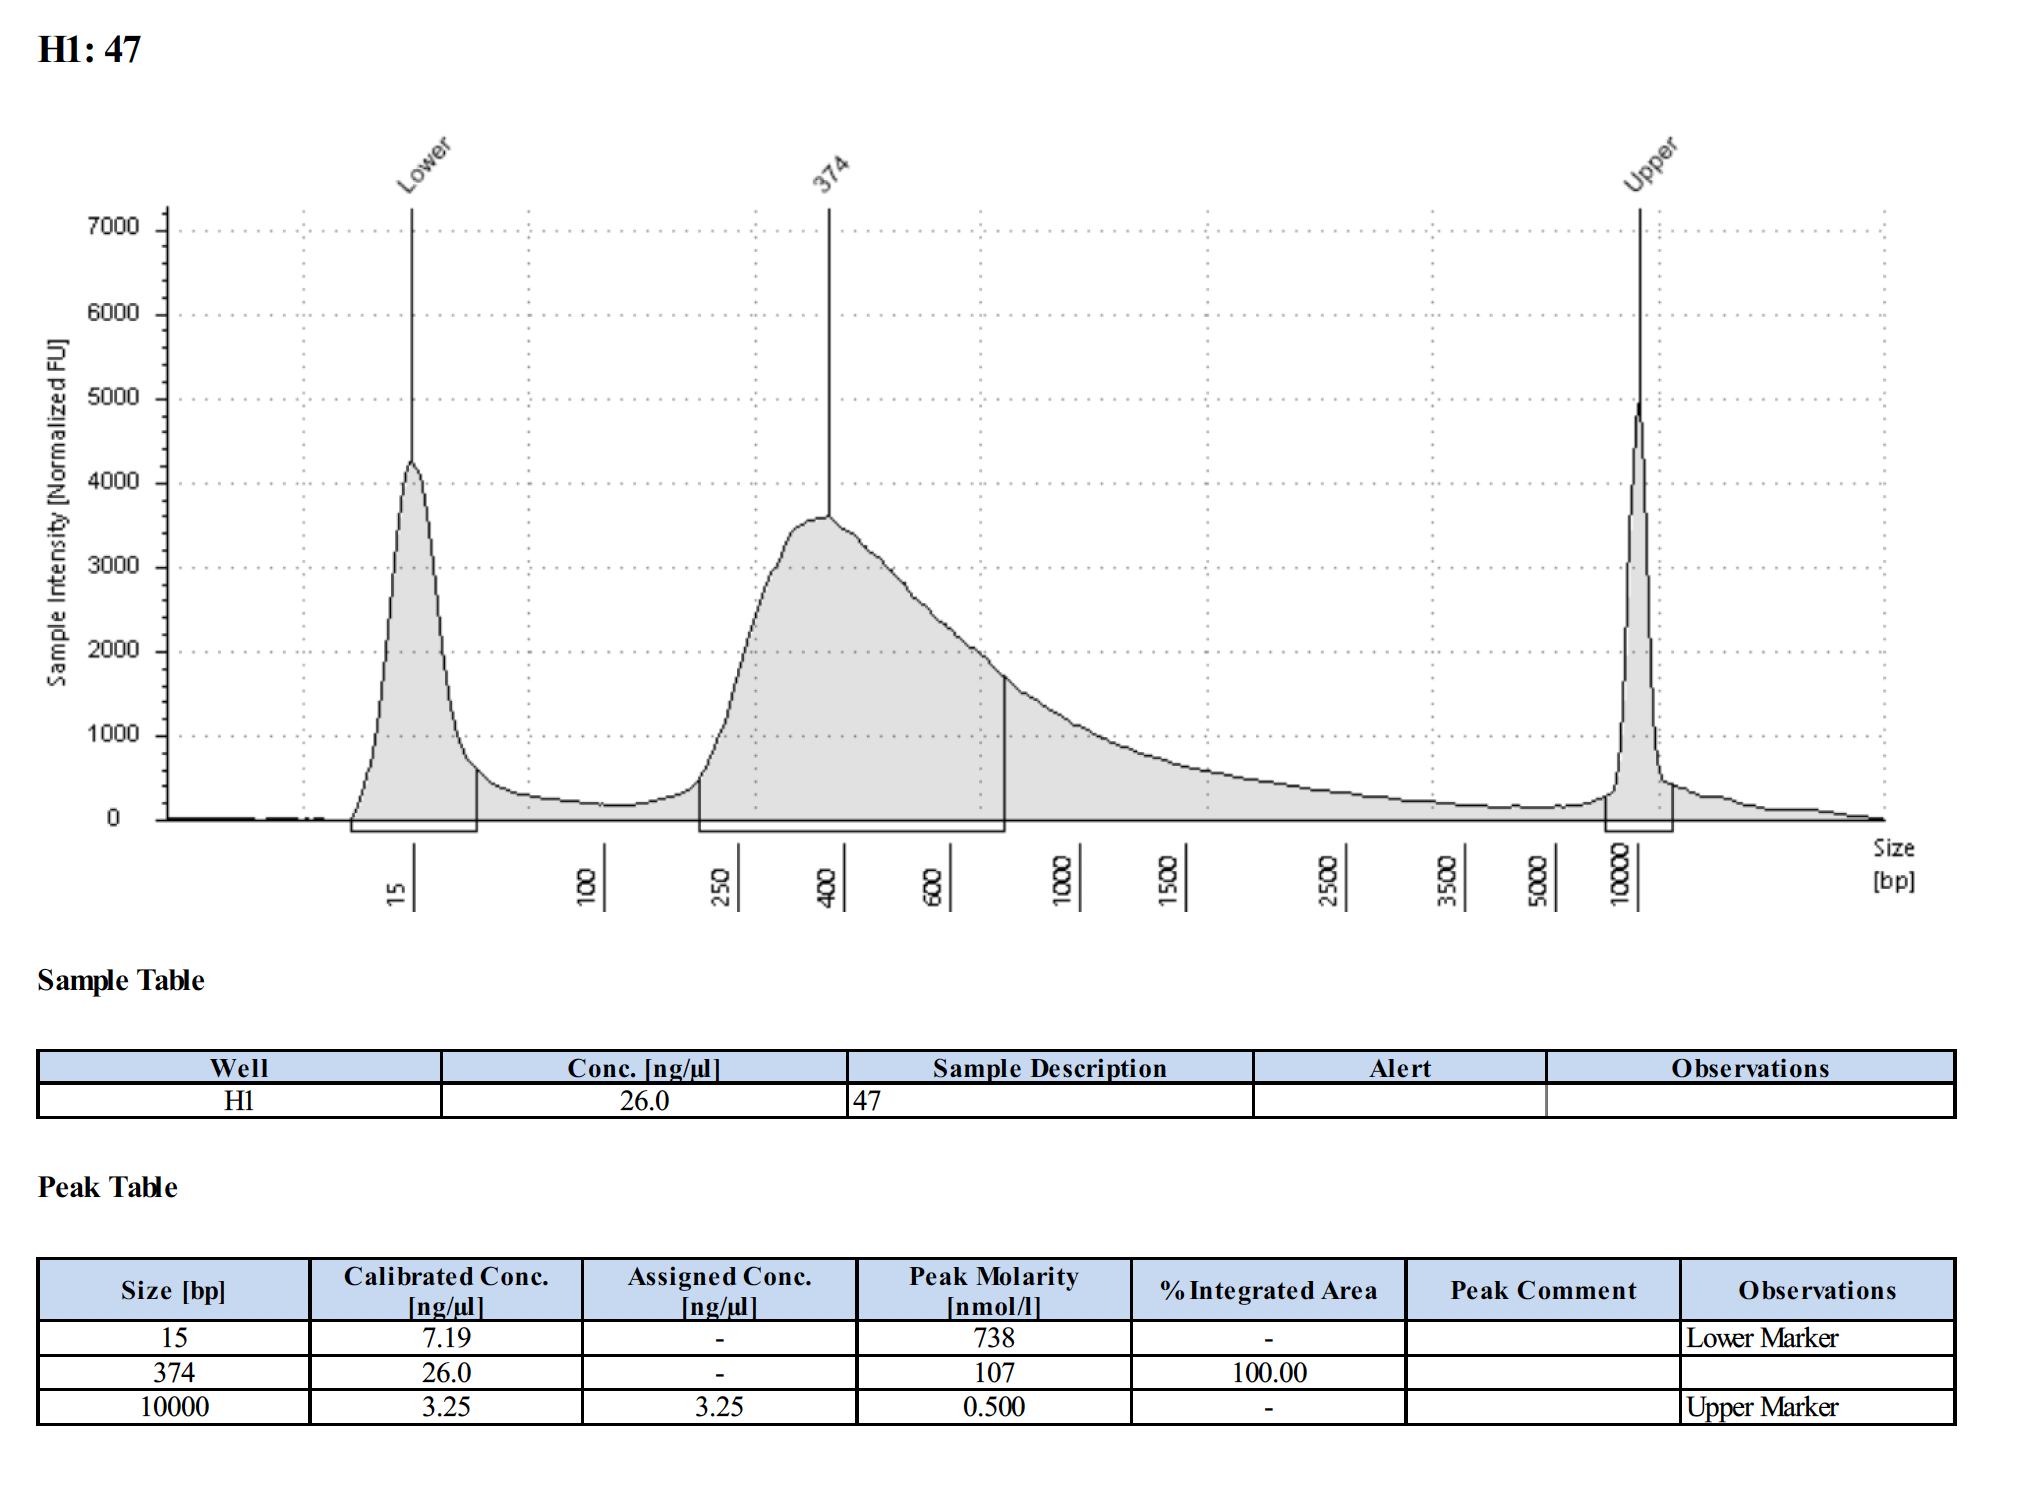 H1: 47
Lower
374
Upper
Sample Intensity [Normalized FU]
7000
6000
5000
4000
3000
2000
1000
0
15
100
250
400
600
1000
1500
2500
3500
5000
10000
Size
[bp]
Sample Table
Well Conc. [ng/µl] Sample Description Alert Observations
H1 26.0 47
Peak Table
Size [bp] Calibrated Conc. [ng/µl] Assigned Conc. [ng/µl] Peak Molarity [nmol/l] % Integrated Area Peak Comment Observations
15 7.19 - 738 - Lower Marker
374 26.0 - 107 100.00
10000 3.25 3.25 0.500 - Upper Marker